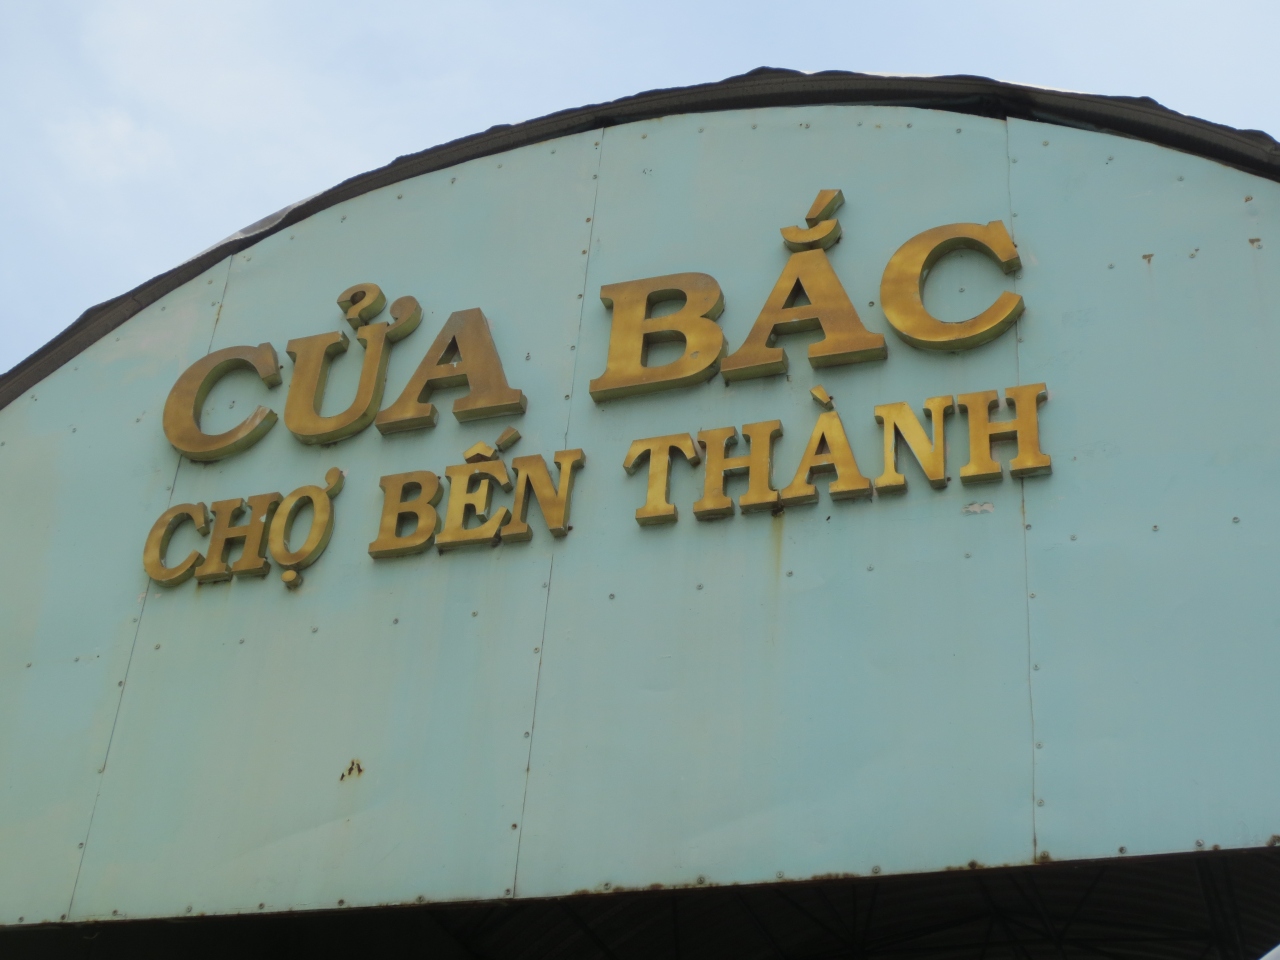 CỬA BẮC
CHỢ BẾN THÀNH